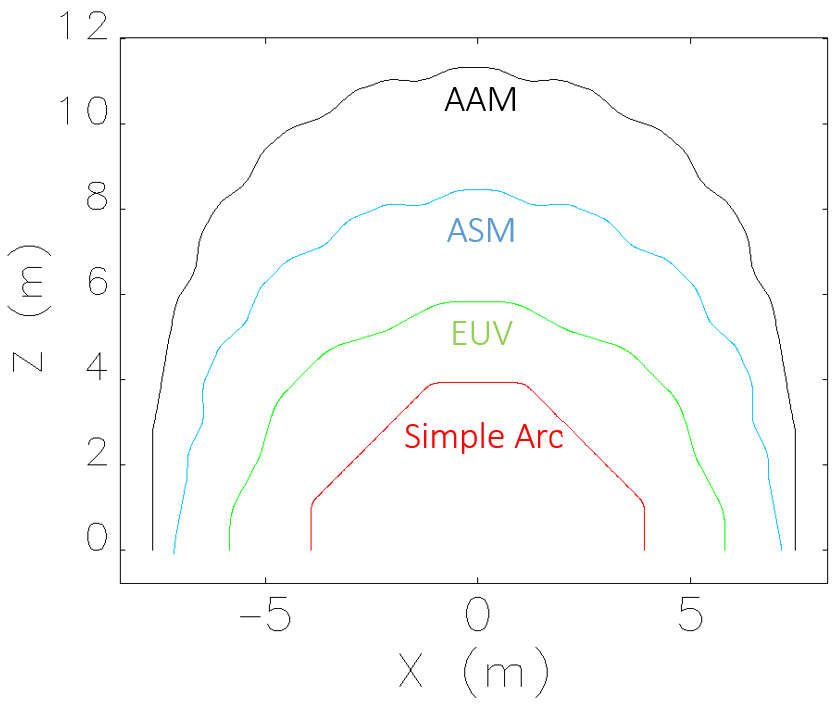 12
10
8
6
4
2
0
Z (m)
AAM
ASM
EUV
Simple Arc
-5 0 5
X (m)